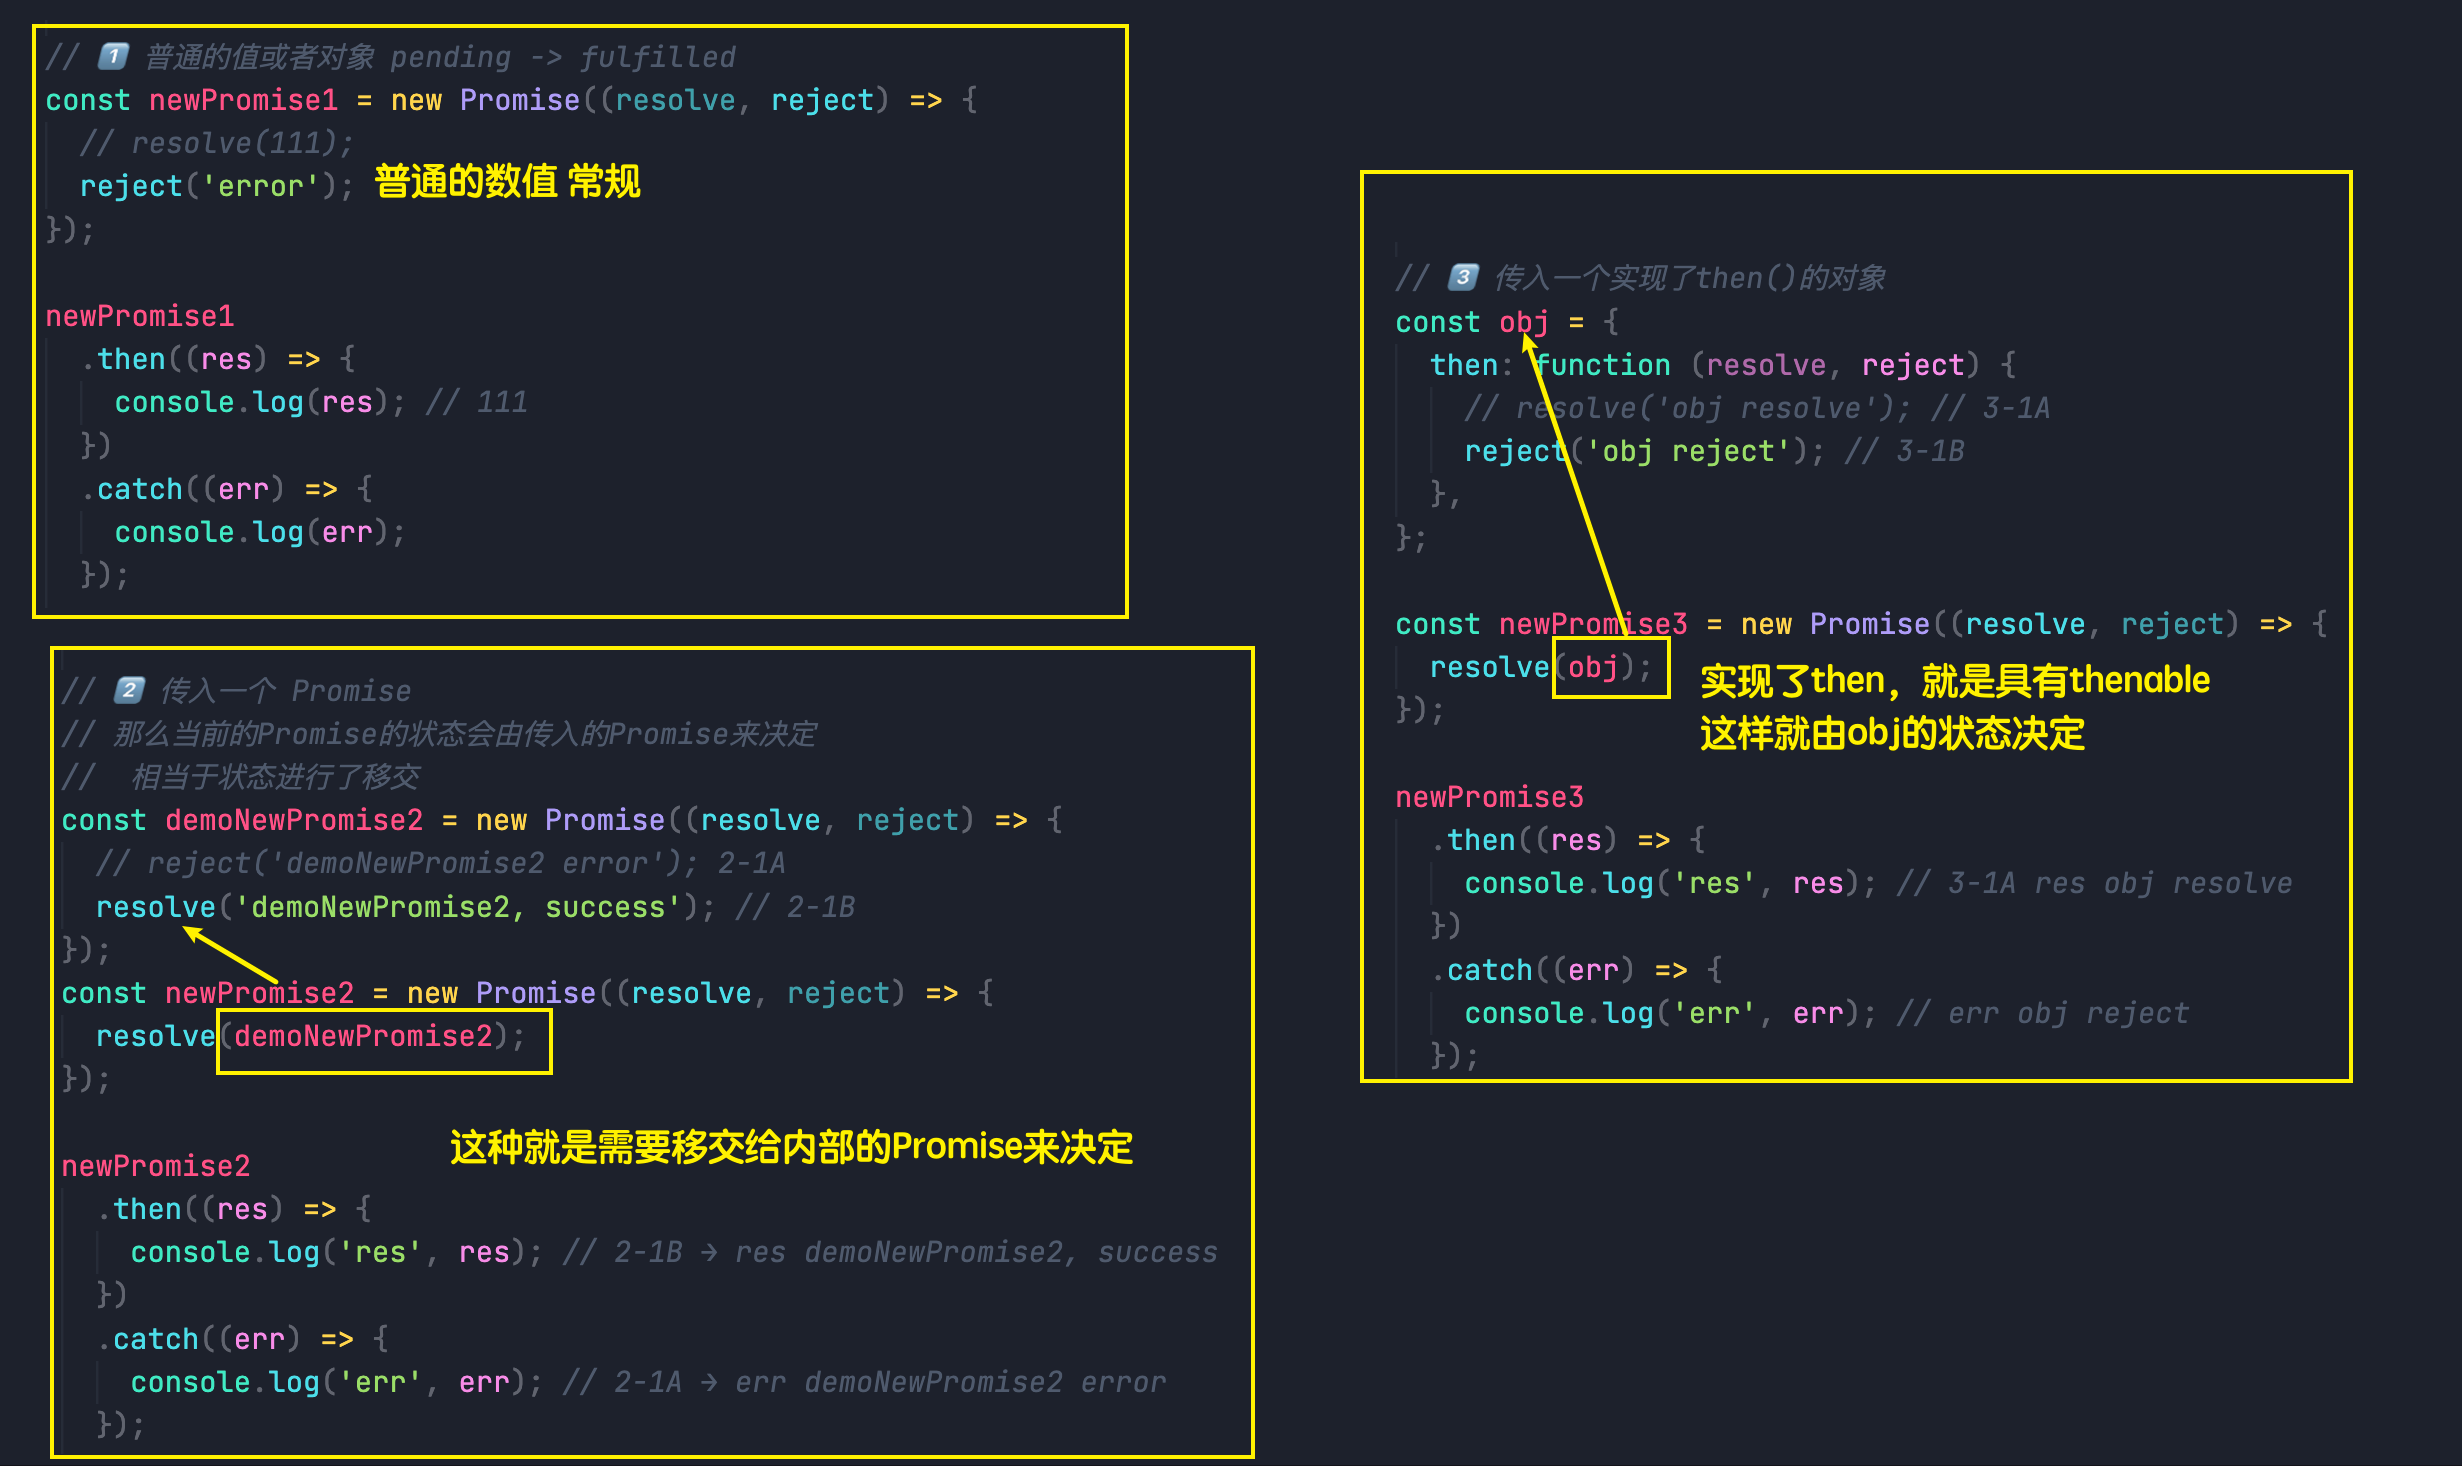 // 1️⃣ 普通的值或者对象 pending -> fulfilled
const newPromise1 = new Promise((resolve, reject) => {
  // resolve(111);
  reject('error'); 普通的数值 常规
});

newPromise1
  .then((res) => {
    console.log(res); // 111
  })
  .catch((err) => {
    console.log(err);
  });

// 2️⃣ 传入一个 Promise
// 那么当前的Promise的状态会由传入的Promise来决定
//  相当于状态进行了移交
const demoNewPromise2 = new Promise((resolve, reject) => {
  // reject('demoNewPromise2 error'); 2-1A
  resolve('demoNewPromise2, success'); // 2-1B
});
const newPromise2 = new Promise((resolve, reject) => {
  resolve(demoNewPromise2);
});
这种就是需要移交给内部的Promise来决定
newPromise2
  .then((res) => {
    console.log('res', res); // 2-1B → res demoNewPromise2, success
  })
  .catch((err) => {
    console.log('err', err); // 2-1A → err demoNewPromise2 error
  });

// 3️⃣ 传入一个实现了then()的对象
const obj = {
  then: function (resolve, reject) {
    // resolve('obj resolve'); // 3-1A
    reject('obj reject'); // 3-1B
  },
};

const newPromise3 = new Promise((resolve, reject) => {
  resolve(obj);
实现了then，就是具有thenable
});
这样就由obj的状态决定

newPromise3
  .then((res) => {
    console.log('res', res); // 3-1A res obj resolve
  })
  .catch((err) => {
    console.log('err', err); // err obj reject
  });